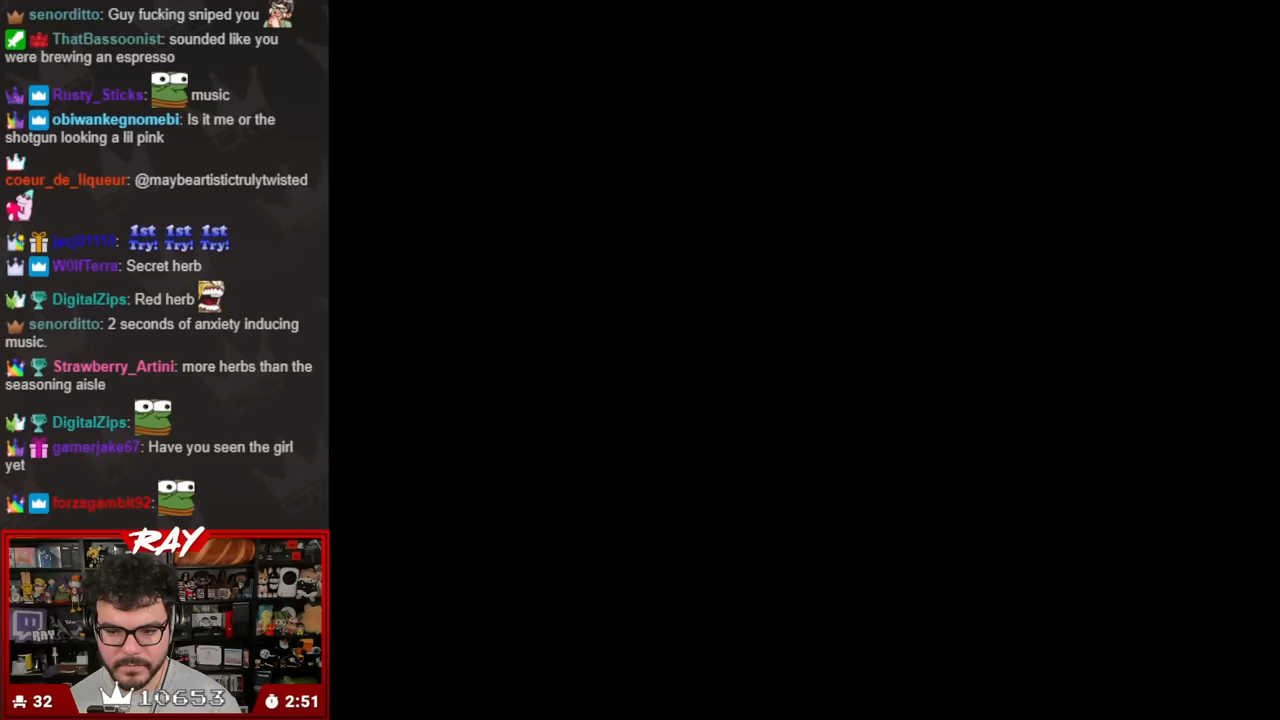 senorditto: Guy fucking sniped you
ThatBassoonist: sounded like you
were brewing an espresso
Rusty_Sticks: music
obiwankegnomebi: Is it me or the
shotgun looking a lil pink
coeur_de_liqueur: @maybeartistictrulytwisted
1st Try! 1st Try! 1st Try!
W0lfTerra: Secret herb
DigitalZips: Red herb
senorditto: 2 seconds of anxiety inducing
music.
Strawberry_Artini: more herbs than the
seasoning aisle
DigitalZips:
gamerjake67: Have you seen the girl
yet
forzagambit92:
RAY
RAY
32
10653
2:51